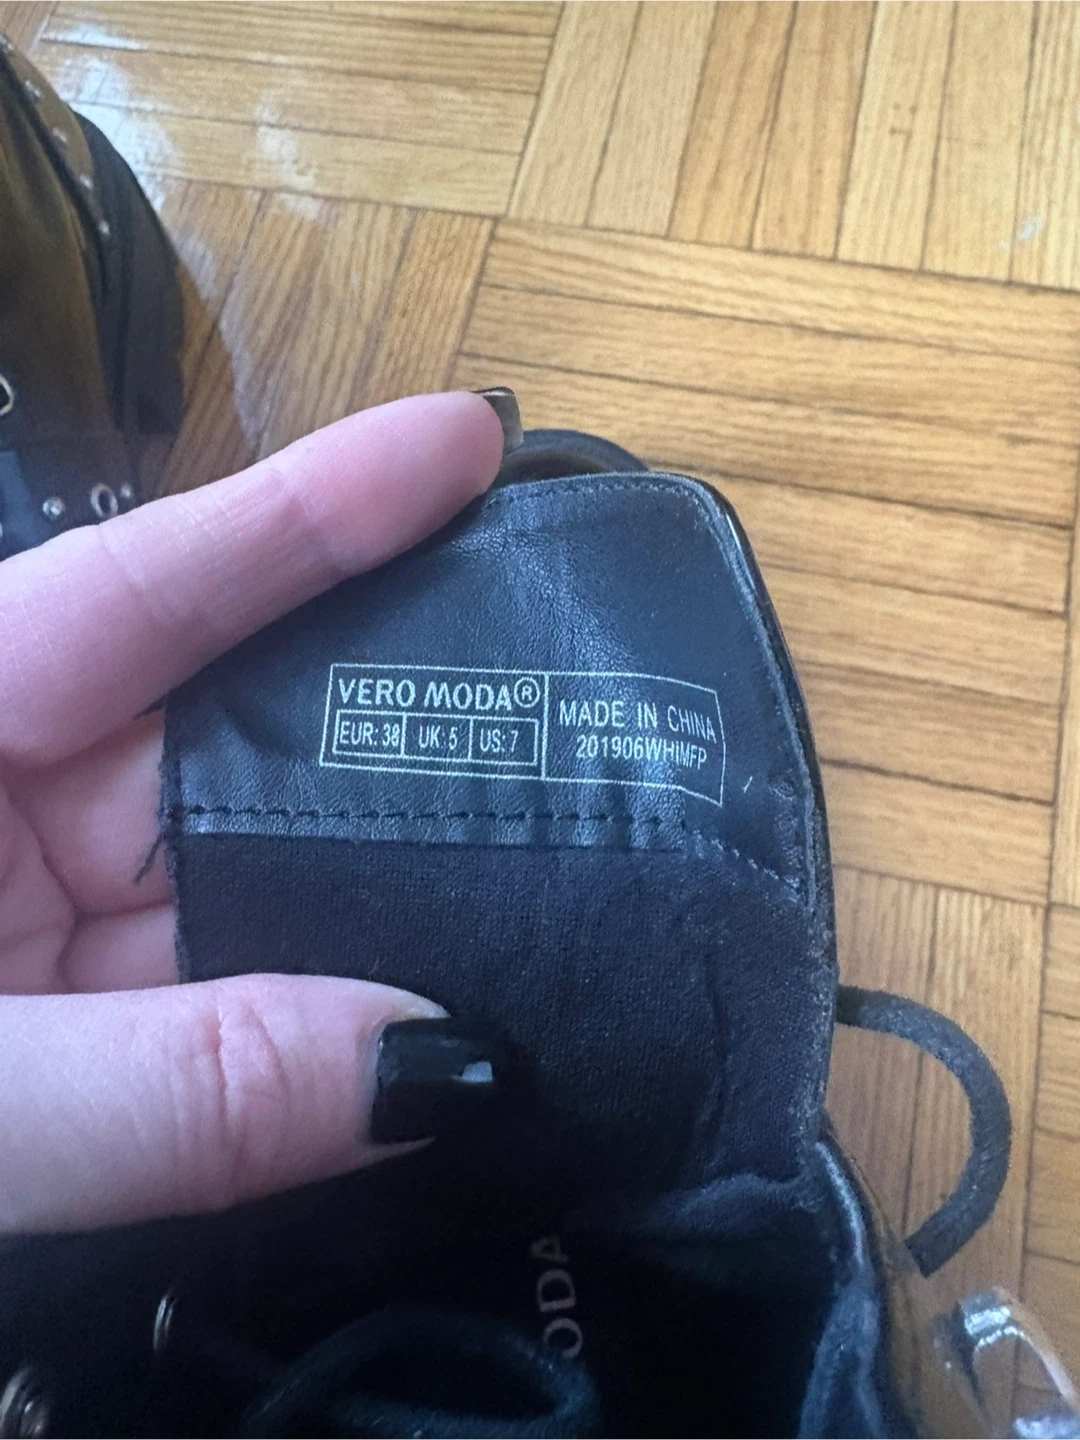 VERO MODA®
EUR: 38 UK: 5 US: 7
MADE IN CHINA
201906WHIMFP
ODA